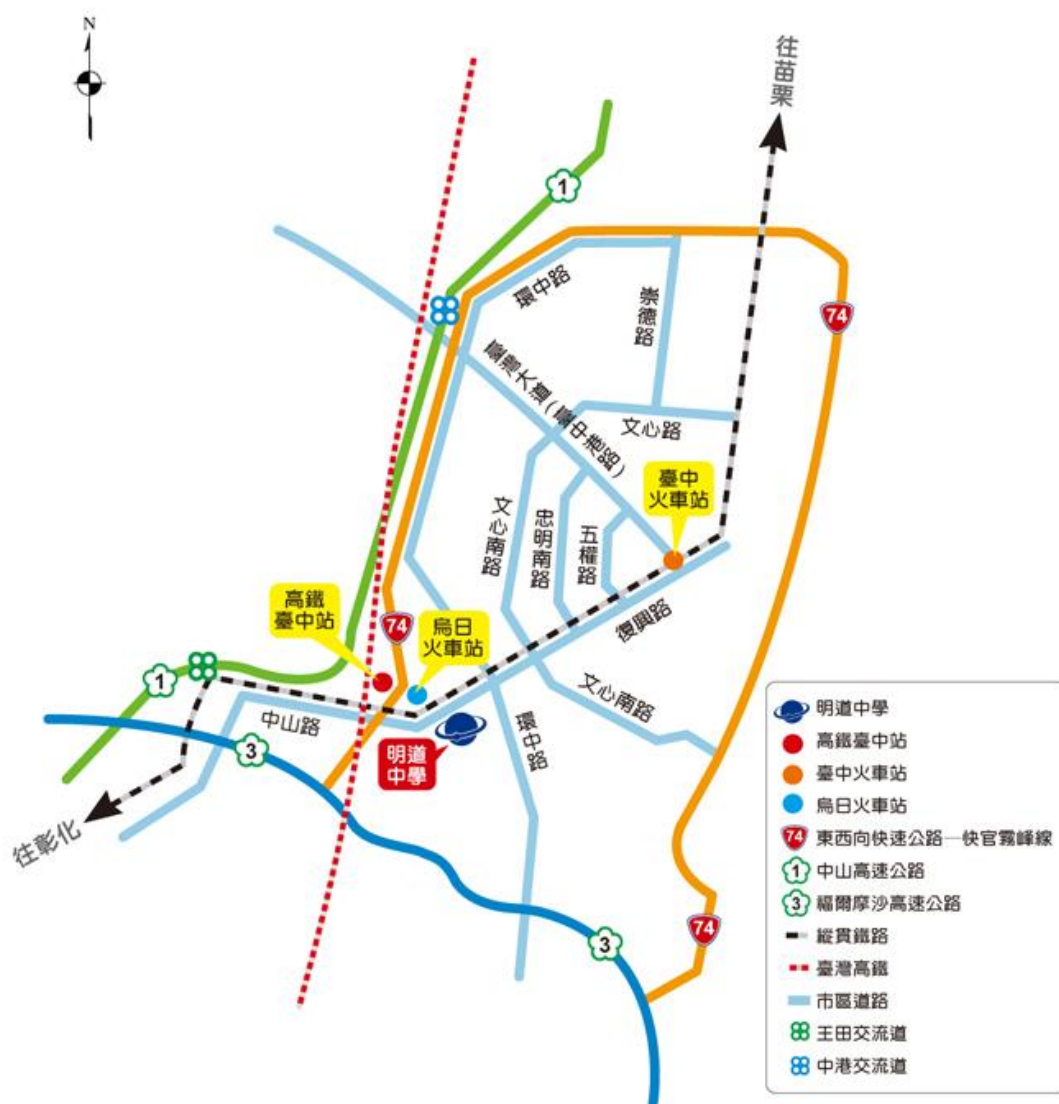 N
往苗栗
1
環中路
崇德路
74
臺灣大道(臺中港路)
文心路
臺中
火車站
文心南路
忠明南路
五權路
復興路
高鐵
臺中站
74
烏日
火車站
1
中山路
文心南路
環中路
明道
中學
3
往彰化
3
74
明道中學
高鐵臺中站
臺中火車站
烏日火車站
74 東西向快速公路—快官霧峰線
1 中山高速公路
3 福爾摩沙高速公路
縱貫鐵路
臺灣高鐵
市區道路
王田交流道
中港交流道